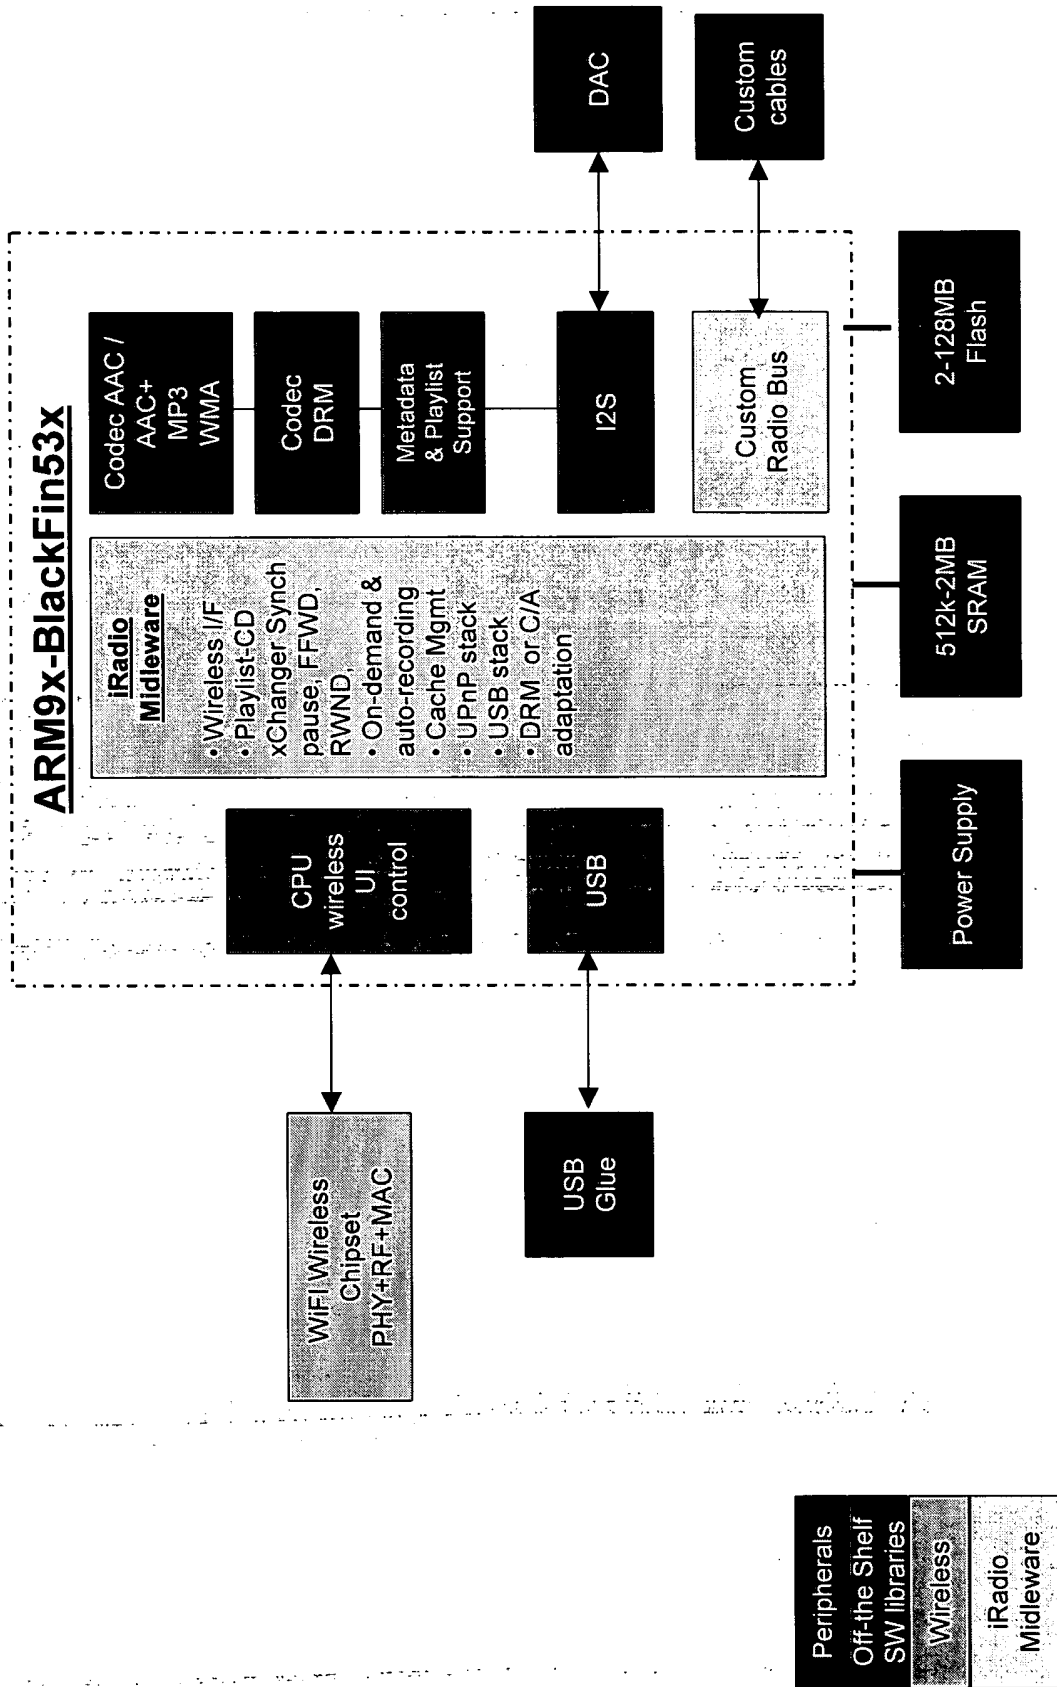 ARM9x-BlackFin53x
WiFI Wireless
Chipset
PHY+RF+MAC
CPU
wireless
UI
control
iRadio
Midleware
• Wireless I/F
• Playlist-CD
xChanger Synch
pause, FFWD,
RWND,
• On-demand &
auto-recording
• Cache Mgmt
• UPnP stack
• USB stack
• DRM or C/A
adaptation
Codec AAC /
AAC+
MP3
WMA
Codec
DRM
Metadata
& Playlist
Support
I2S
DAC
USB
Glue
USB
Custom
Radio Bus
Custom
cables
Power Supply
512k-2MB
SRAM
2-128MB
Flash
Peripherals
Off-the Shelf
SW libraries
Wireless
iRadio
Midleware